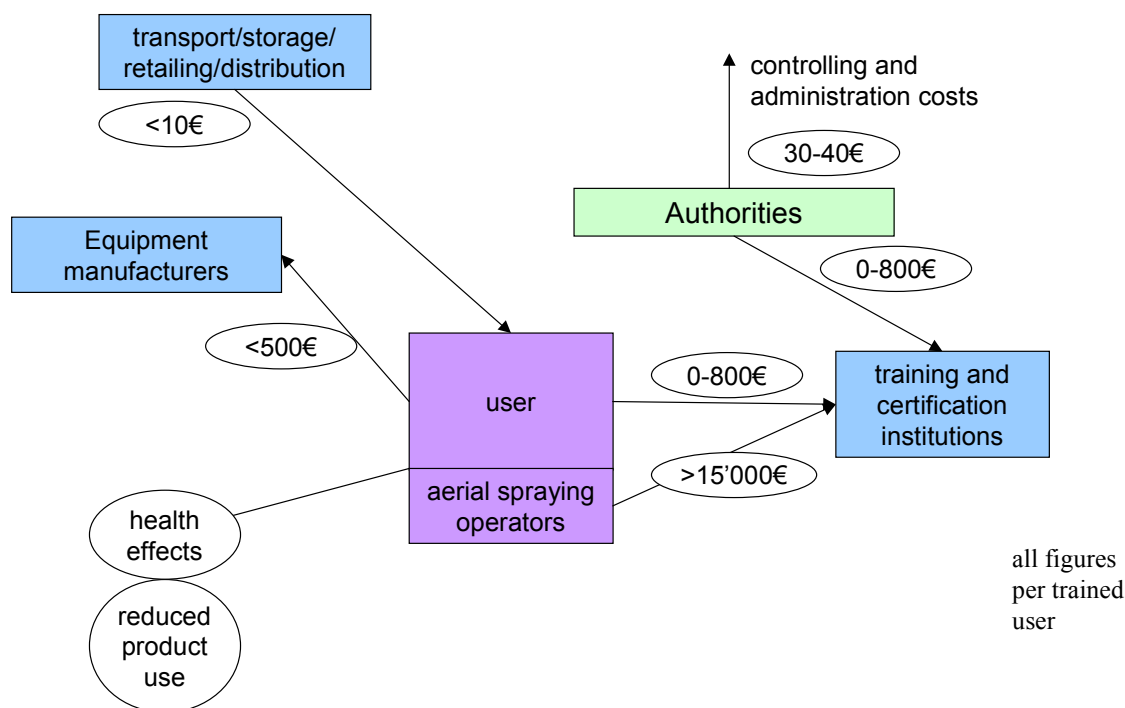 transport/storage/
retailing/distribution
<10€
controlling and
administration costs
30-40€
Authorities
0-800€
Equipment
manufacturers
<500€
user
0-800€
training and
certification
institutions
>15’000€
aerial spraying
operators
health
effects
reduced
product
use
all figures
per trained
user